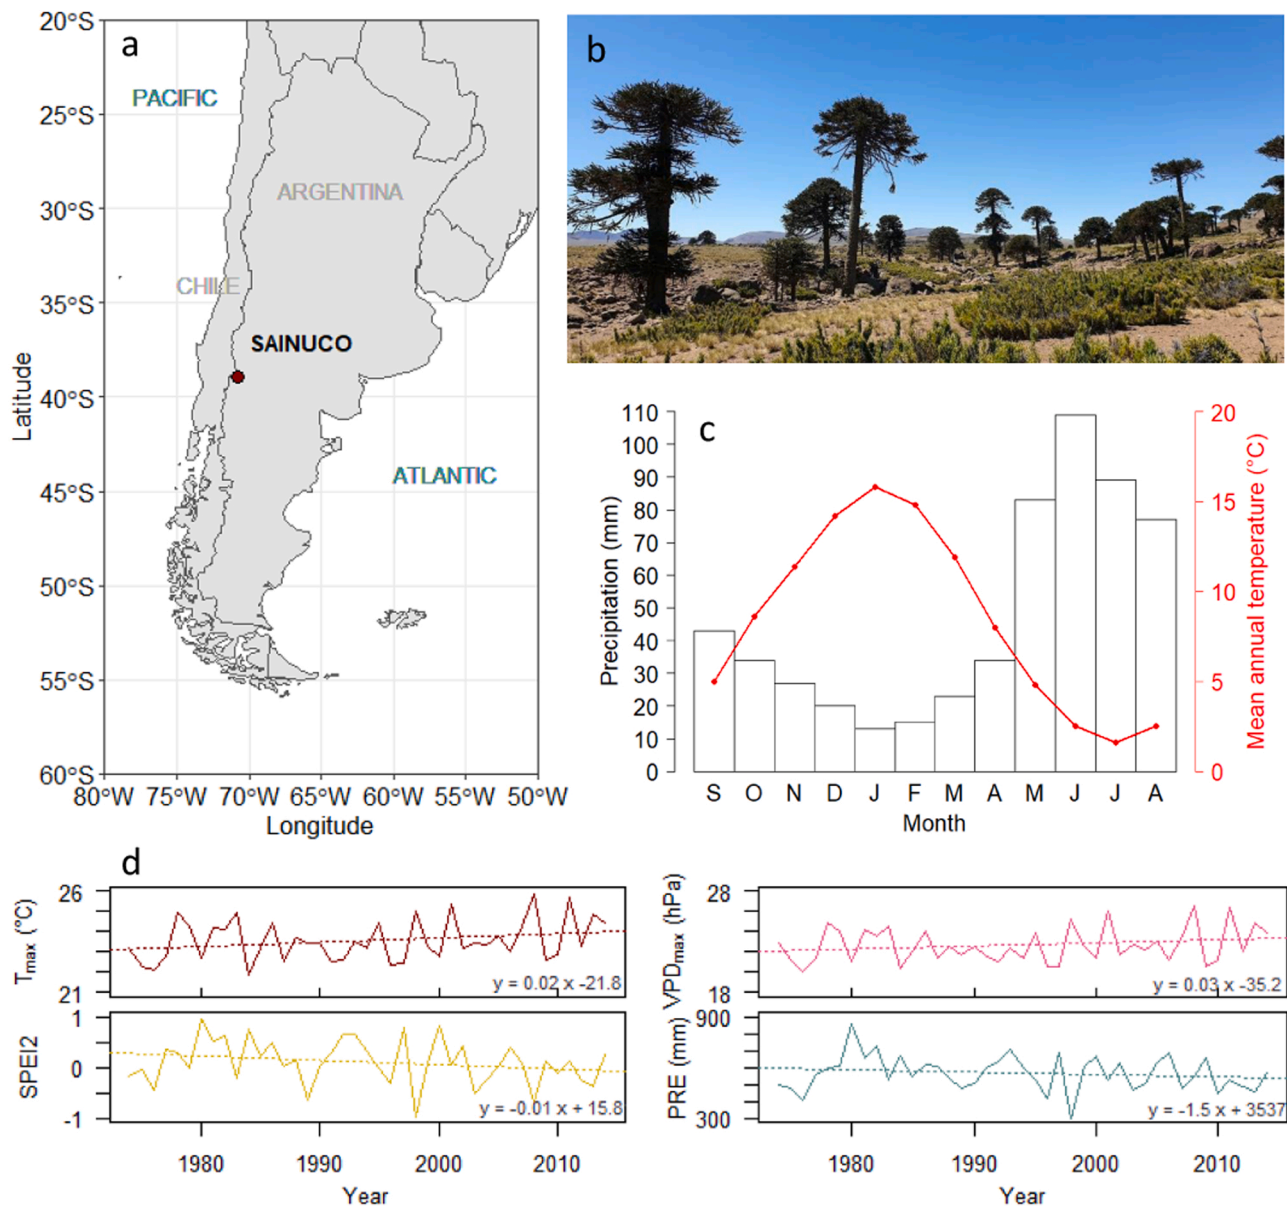 a
20°S
25°S
30°S
35°S
40°S
45°S
50°S
55°S
60°S
Latitude
PACIFIC
ARGENTINA
CHILE
SAINUCO
ATLANTIC
80°W 75°W 70°W 65°W 60°W 55°W 50°W
Longitude
b
c
110
100
90
80
70
60
50
40
30
20
10
0
Precipitation (mm)
20
15
10
5
0
Mean annual temperature (°C)
S O N D J F M A M J J A
Month
d
26
21
Tmax (°C)
y = 0.02 x -21.8
28
18
VPDmax (hPa)
y = 0.03 x -35.2
1
0
-1
SPEI2
y = -0.01 x + 15.8
900
300
PRE (mm)
y = -1.5 x + 3537
1980 1990 2000 2010
Year
1980 1990 2000 2010
Year